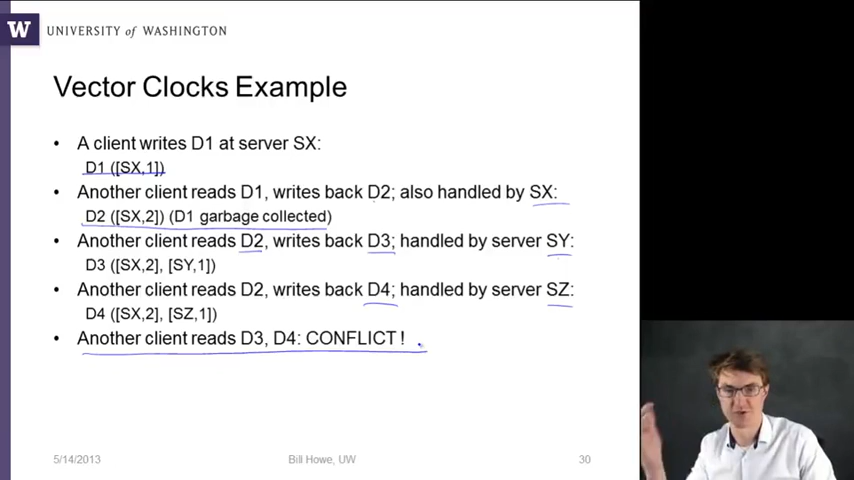 W UNIVERSITY of WASHINGTON
Vector Clocks Example
• A client writes D1 at server SX:
D1 ([SX,1])
• Another client reads D1, writes back D2; also handled by SX:
D2 ([SX,2]) (D1 garbage collected)
• Another client reads D2, writes back D3; handled by server SY:
D3 ([SX,2], [SY,1])
• Another client reads D2, writes back D4; handled by server SZ:
D4 ([SX,2], [SZ,1])
• Another client reads D3, D4: CONFLICT !
5/14/2013 Bill Howe, UW 30